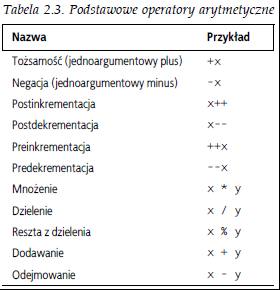 Tabela 2.3. Podstawowe operatory arytmetyczne
Nazwa Przykład
Tożsamość (jednoargumentowy plus) +x
Negacja (jednoargumentowy minus) -x
Postinkrementacja x++
Postdekrementacja x--
Preinkrementacja ++x
Predekrementacja --x
Mnożenie x * y
Dzielenie x / y
Reszta z dzielenia x % y
Dodawanie x + y
Odejmowanie x - y